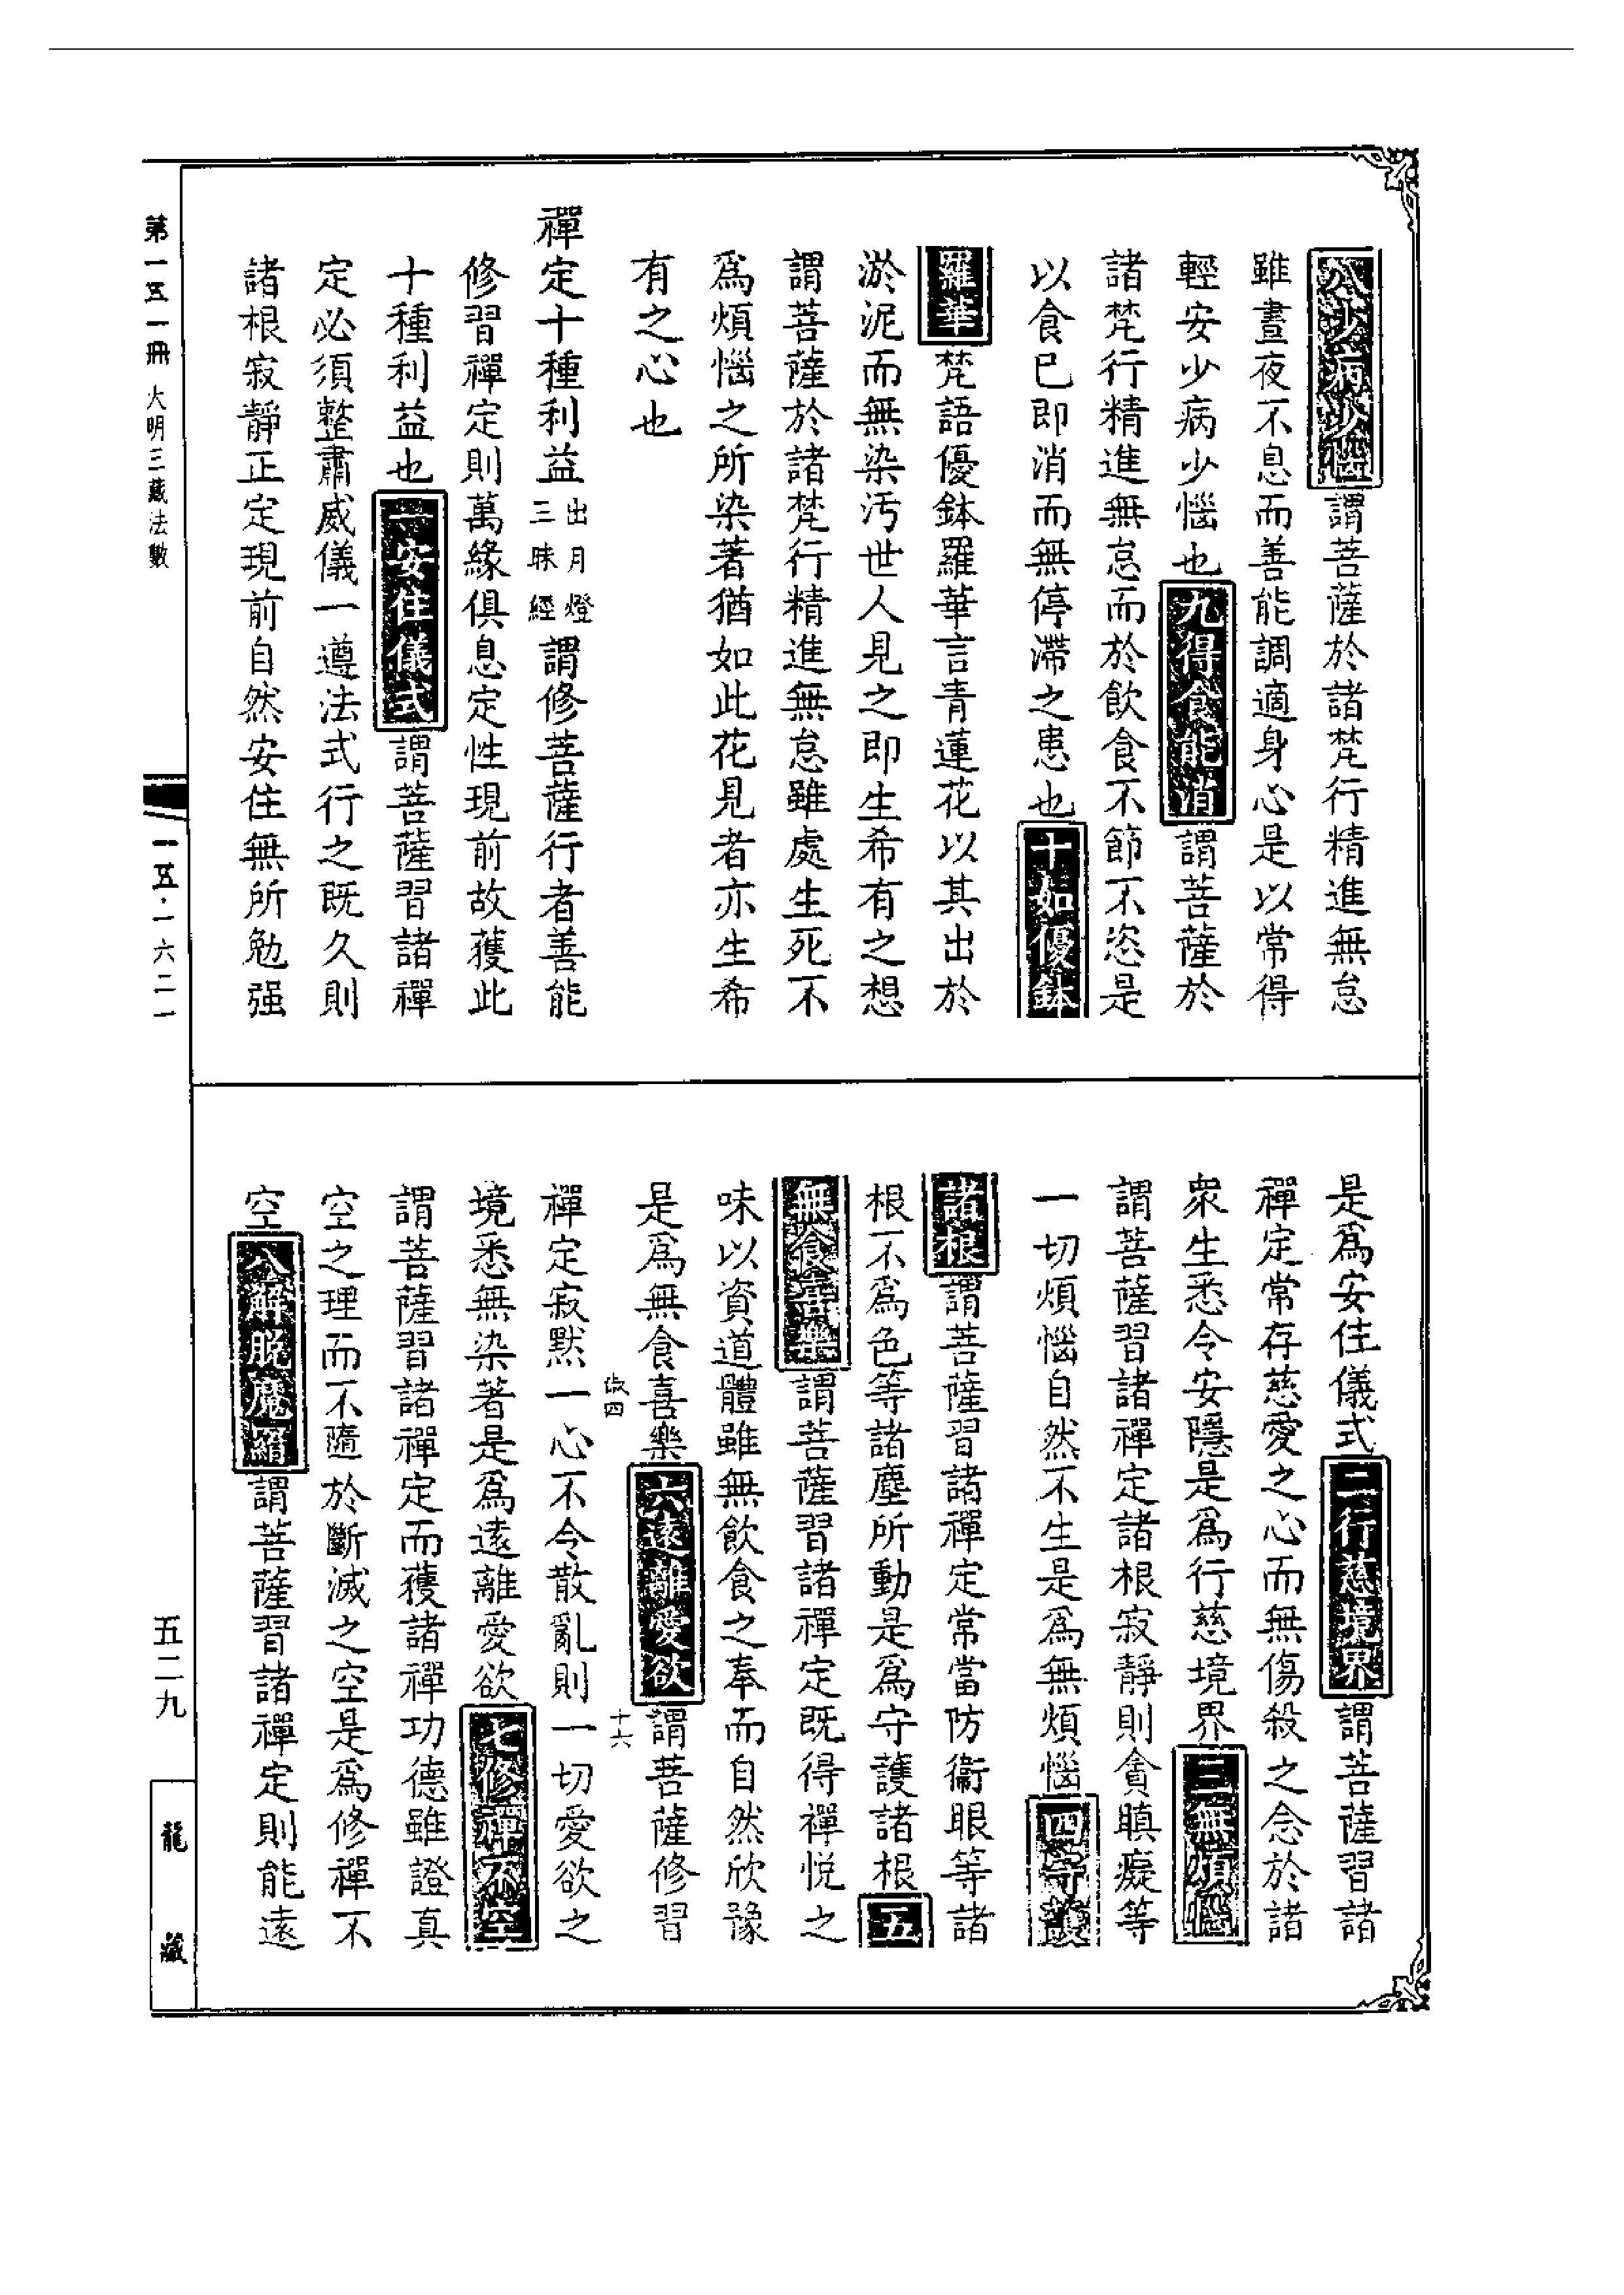 八少病少惱謂菩薩於諸梵行精進無怠
雖晝夜不息而善能調適身心是以常得
輕安少病少惱也九得食能消謂菩薩於
諸梵行精進無怠而於飲食不節不恣是
以食已即消而無停滯之患也十如優鉢
羅華梵語優鉢羅華言青蓮花以其出於
淤泥而無染汚世人見之即生希有之想
謂菩薩於諸梵行精進無怠雖處生死不
爲煩惱之所染著猶如此花見者亦生希
有之心也
禪定十種利益出月燈三昧經謂修菩薩行者善能
修習禪定則萬緣俱息定性現前故獲此
十種利益也一安住儀式謂菩薩習諸禪
定必須整肅威儀一遵法式行之既久則
諸根寂靜正定現前自然安住無所勉强
第一五一冊 大明三藏法數
一五·一六二一
是爲安住儀式二行慈境界謂菩薩習諸
禪定常存慈愛之心而無傷殺之念於諸
衆生悉令安隱是爲行慈境界三無煩惱
謂菩薩習諸禪定諸根寂靜則貪瞋癡等
一切煩惱自然不生是爲無煩惱四守護
諸根謂菩薩習諸禪定常當防衞眼等諸
根不爲色等諸塵所動是爲守護諸根五
無食喜樂謂菩薩習諸禪定既得禪悅之
味以資道體雖無飲食之奉而自然欣豫
是爲無食喜樂六遠離愛欲謂菩薩修習
十六
禪定寂默一心不令散亂則一切愛欲之
境悉無染著是爲遠離愛欲七修禪不空
謂菩薩習諸禪定而獲諸禪功德雖證真
空之理而不隨於斷滅之空是爲修禪不
空八解脫魔羂謂菩薩習諸禪定則能遠
五二九
龍藏